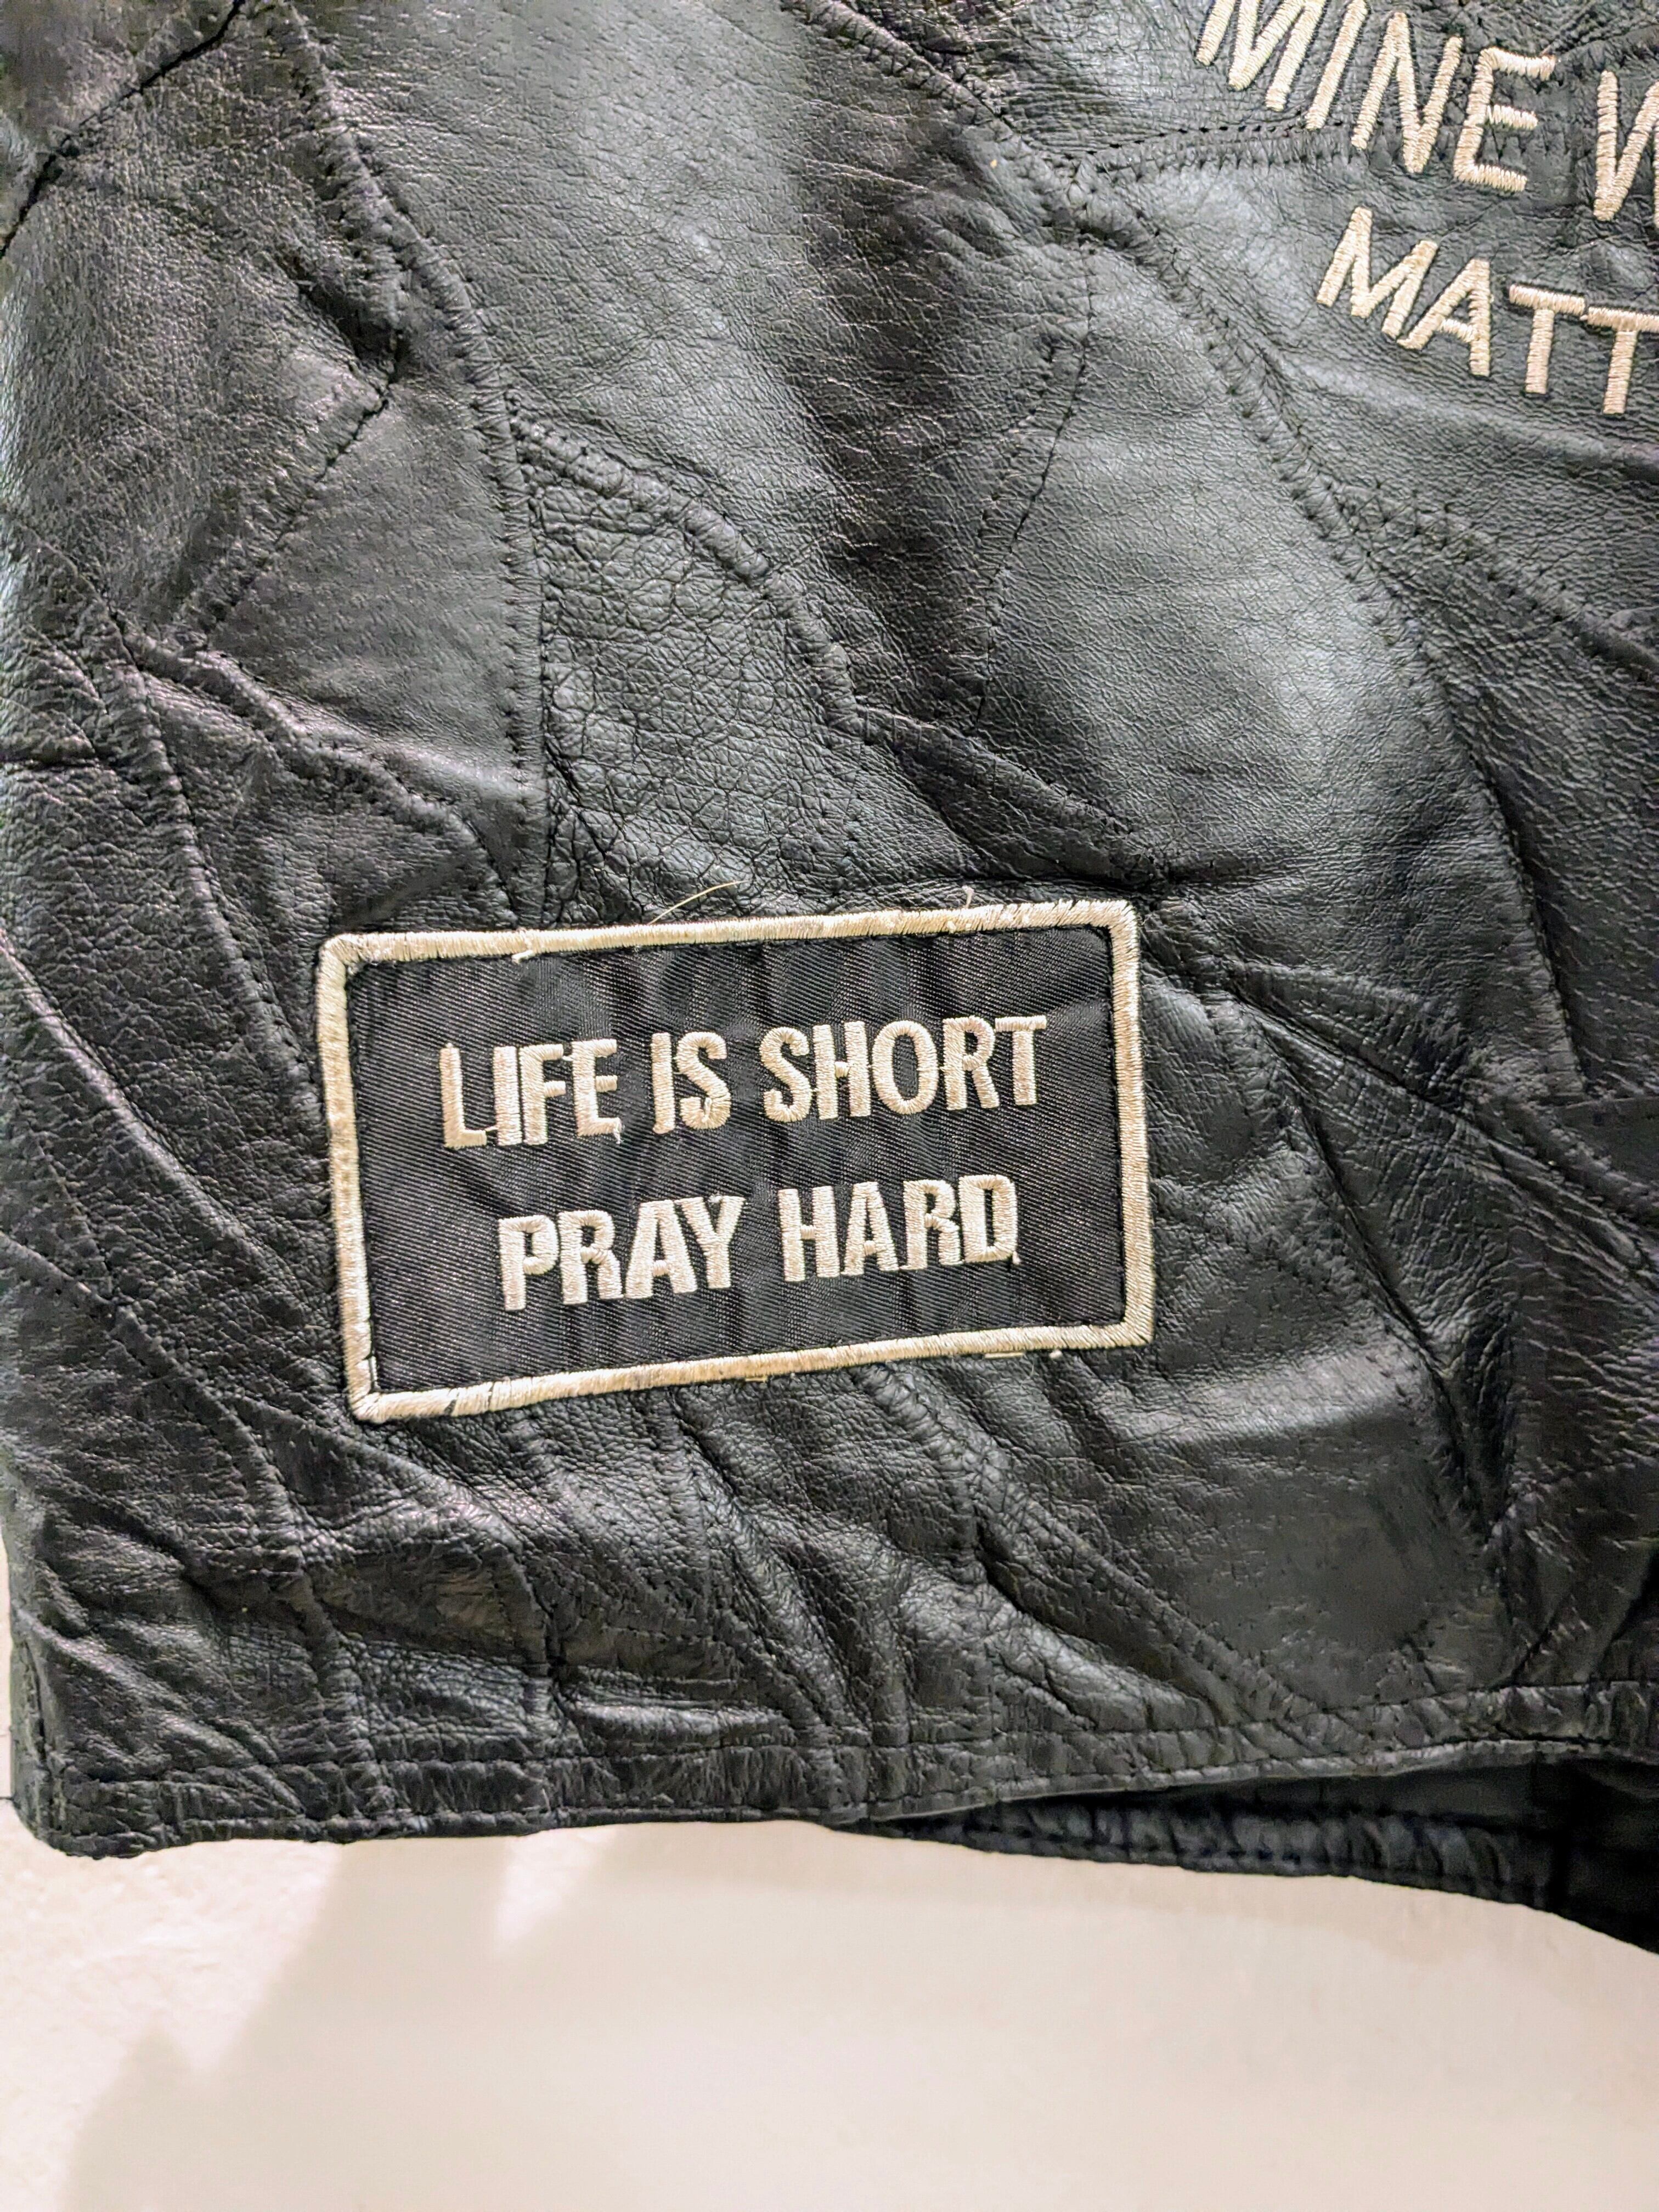 MINE
MATT
LIFE IS SHORT
PRAY HARD